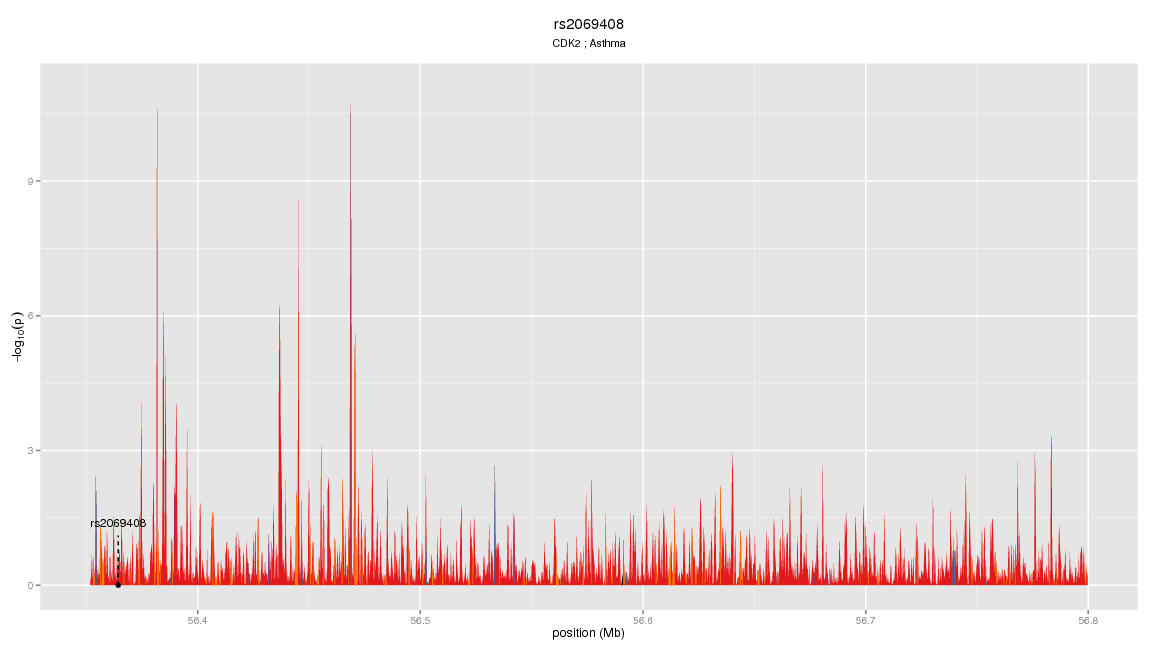 rs2069408
CDK2 ; Asthma
9
6
3
0
−log10(p)
rs2069408
56.4 56.5 56.6 56.7 56.8
position (Mb)